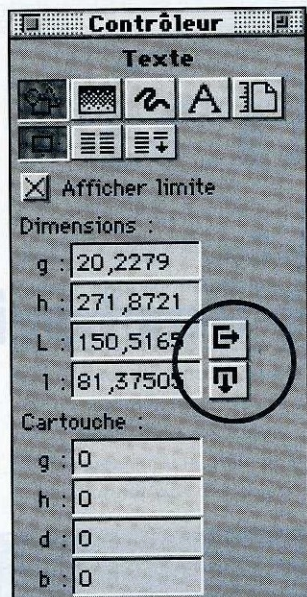 Contrôleur
Texte
A
Afficher limite
Dimensions :
g : 20,2279
h : 271,8721
L : 150,5165
l : 81,37505
Cartouche :
g : 0
h : 0
d : 0
b : 0